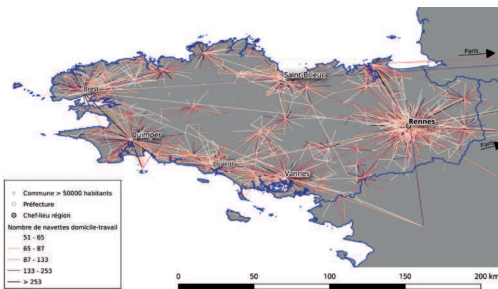 Paris
Saint-Brieuc
Brest
Rennes
Quimper
Paris
Lorient
Vannes
Commune > 50000 habitants
Préfecture
Chef-lieu région
Nombre de navettes domicile-travail
51 - 65
65 - 87
87 - 133
133 - 253
> 253
0 50 100 150 200 km